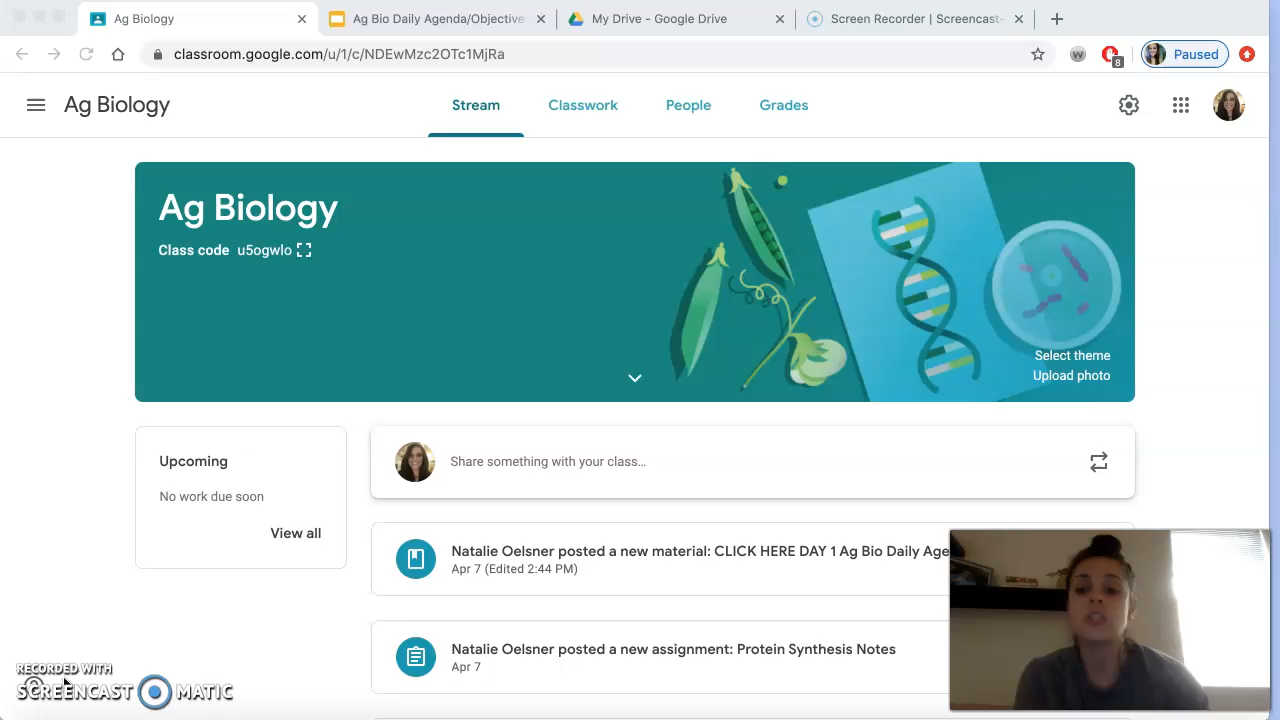 Ag Biology
Ag Bio Daily Agenda/Objective
My Drive - Google Drive
Screen Recorder | Screencast-
classroom.google.com/u/1/c/NDEwMzc2OTc1MjRa
W
8
Paused
Ag Biology
Stream
Classwork
People
Grades
Ag Biology
Class code u5ogwlo
Select theme
Upload photo
Upcoming
No work due soon
View all
Share something with your class...
Natalie Oelsner posted a new material: CLICK HERE DAY 1 Ag Bio Daily Age
Apr 7 (Edited 2:44 PM)
Natalie Oelsner posted a new assignment: Protein Synthesis Notes
Apr 7
RECORDED WITH
SCREENCAST MATIC